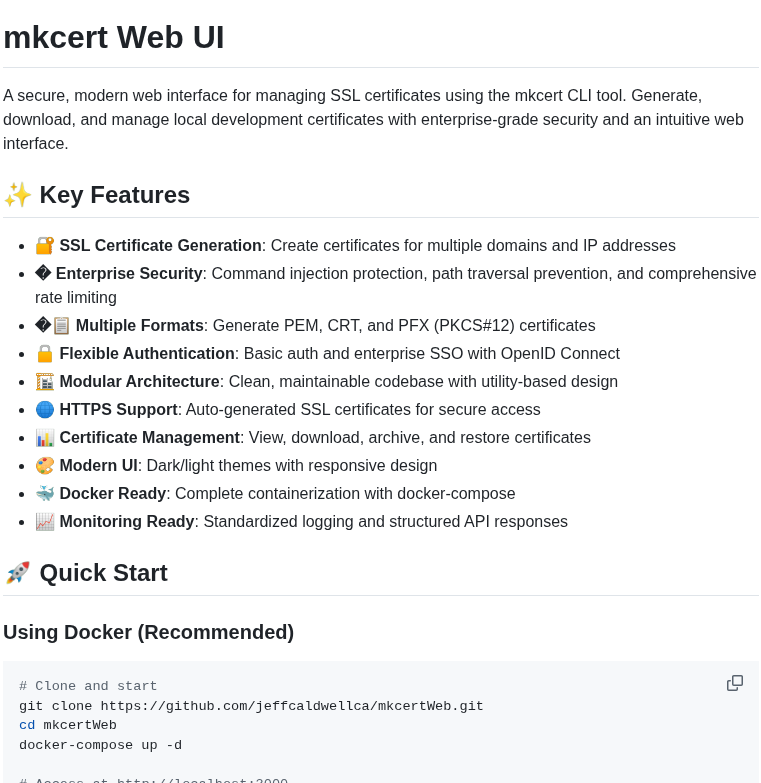 mkcert Web UI
A secure, modern web interface for managing SSL certificates using the mkcert CLI tool. Generate,
download, and manage local development certificates with enterprise-grade security and an intuitive web
interface.
✨ Key Features
• 🔐 SSL Certificate Generation: Create certificates for multiple domains and IP addresses
• � Enterprise Security: Command injection protection, path traversal prevention, and comprehensive
rate limiting
• �📋 Multiple Formats: Generate PEM, CRT, and PFX (PKCS#12) certificates
• 🔒 Flexible Authentication: Basic auth and enterprise SSO with OpenID Connect
• 🏗️ Modular Architecture: Clean, maintainable codebase with utility-based design
• 🌐 HTTPS Support: Auto-generated SSL certificates for secure access
• 📊 Certificate Management: View, download, archive, and restore certificates
• 🎨 Modern UI: Dark/light themes with responsive design
• 🐳 Docker Ready: Complete containerization with docker-compose
• 📈 Monitoring Ready: Standardized logging and structured API responses
🚀 Quick Start
Using Docker (Recommended)
# Clone and start
git clone https://github.com/jeffcaldwellca/mkcertWeb.git
cd mkcertWeb
docker-compose up -d
# Access at http://localhost:3000